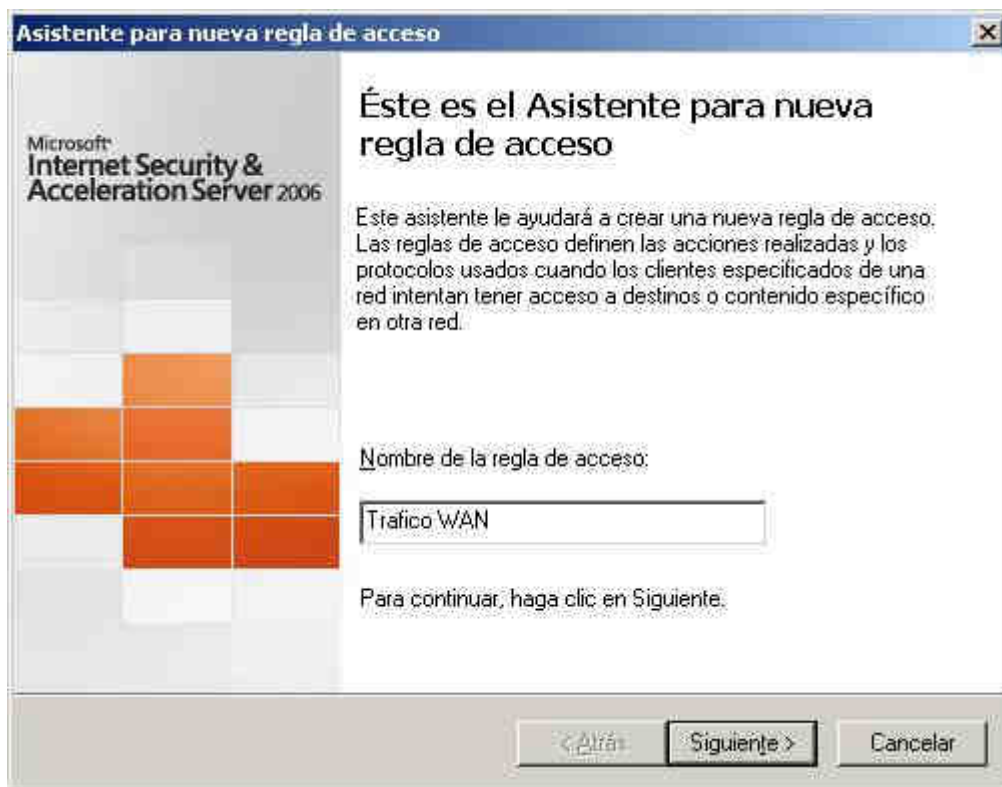 Asistente para nueva regla de acceso
Microsoft
Internet Security &
Acceleration Server 2006
Éste es el Asistente para nueva
regla de acceso
Este asistente le ayudará a crear una nueva regla de acceso.
Las reglas de acceso definen las acciones realizadas y los
protocolos usados cuando los clientes especificados de una
red intentan tener acceso a destinos o contenido específico
en otra red.
Nombre de la regla de acceso:
Trafico WAN
Para continuar, haga clic en Siguiente.
< Atrás
Siguiente >
Cancelar